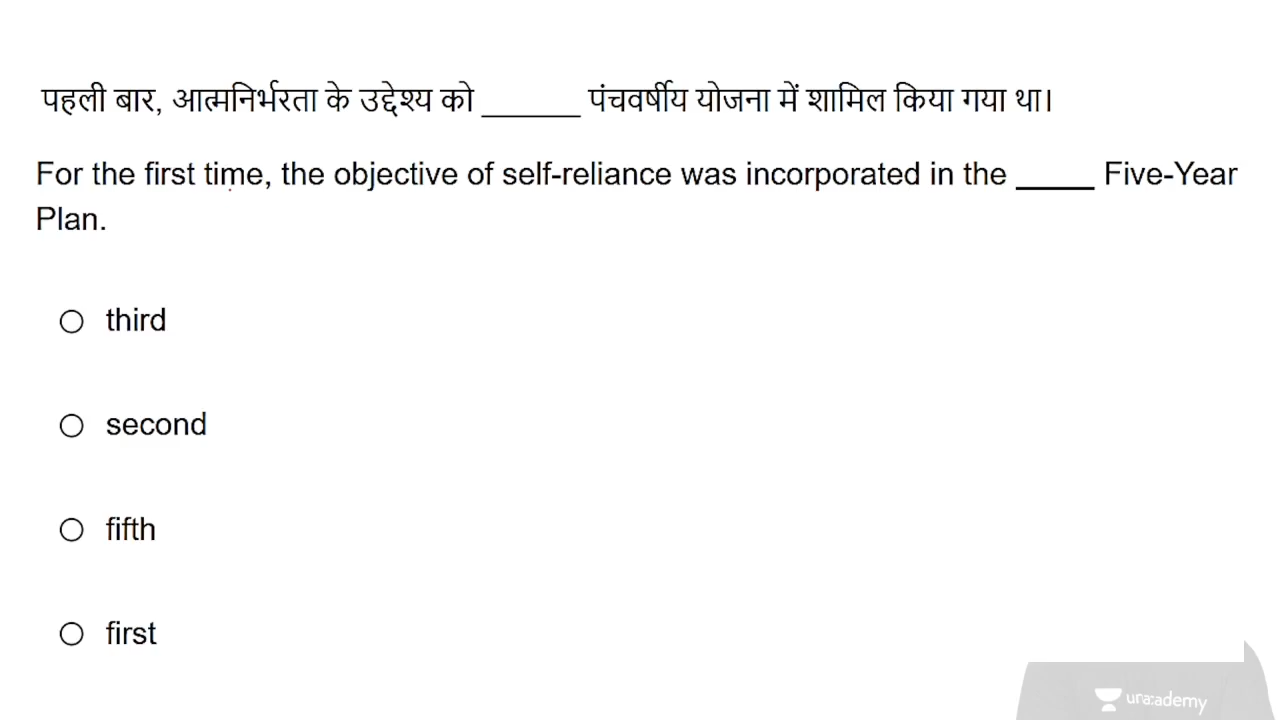 पहली बार, आत्मनिर्भरता के उद्देश्य को ______ पंचवर्षीय योजना में शामिल किया गया था।
For the first time, the objective of self-reliance was incorporated in the _____ Five-Year
Plan.
third
second
fifth
first
unacademy